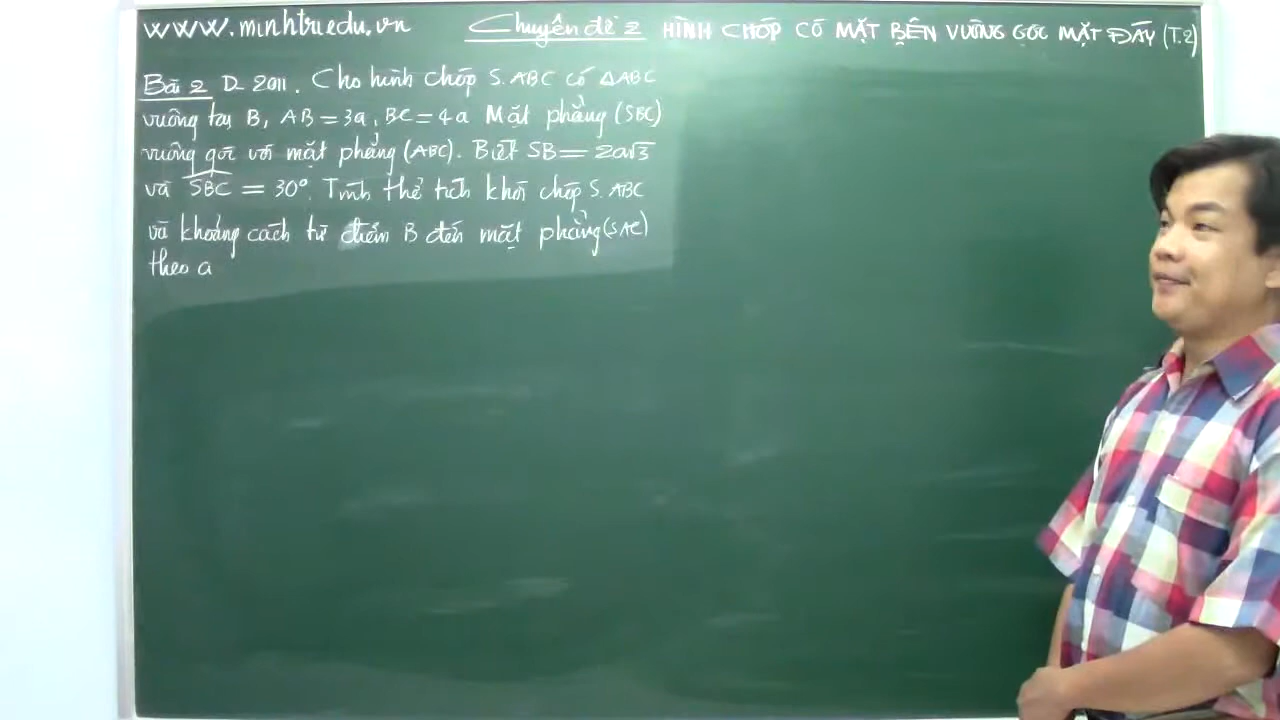 www.minhtriedu.vn
Chuyên đề 2 HÌNH CHÓP CÓ MẶT BÊN VUÔNG GÓC MẶT ĐÁY (T.2)
Bài 2 D_2011. Cho hình chóp S.ABC có ΔABC
vuông tại B, AB = 3a, BC = 4a Mặt phẳng (SBC)
vuông góc với mặt phẳng (ABC). Biết SB = 2a√3
và SBC = 30°. Tính thể tích khối chóp S.ABC
và khoảng cách từ điểm B đến mặt phẳng (SAC)
theo a